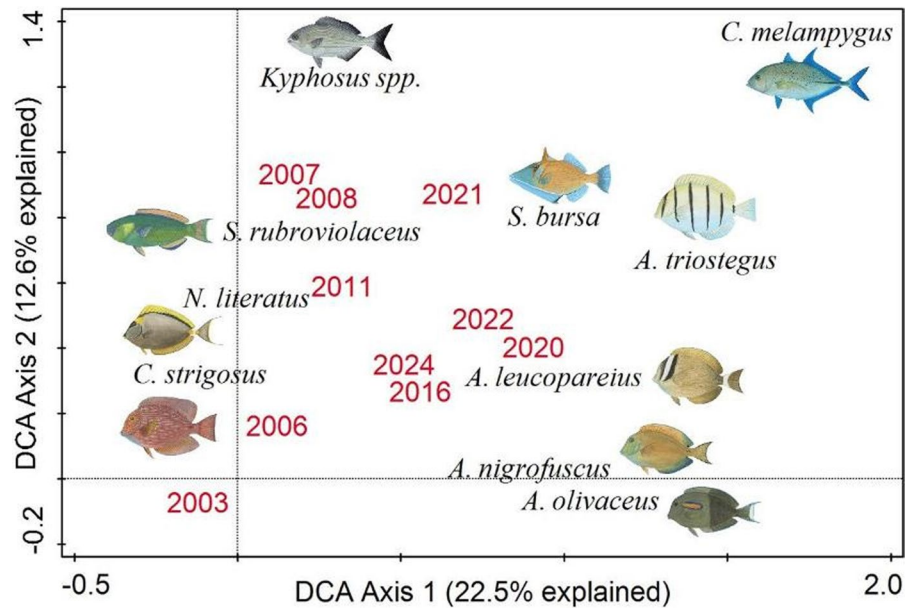 1.4
C. melampygus
Kyphosus spp.
2007
2008
2021
S. bursa
S. rubroviolaceus
A. triostegus
N. literatus
2011
2022
2020
2024
C. strigosus
A. leucopareius
2016
2006
A. nigrofuscus
2003
A. olivaceus
-0.2
DCA Axis 2 (12.6% explained)
-0.5
DCA Axis 1 (22.5% explained)
2.0